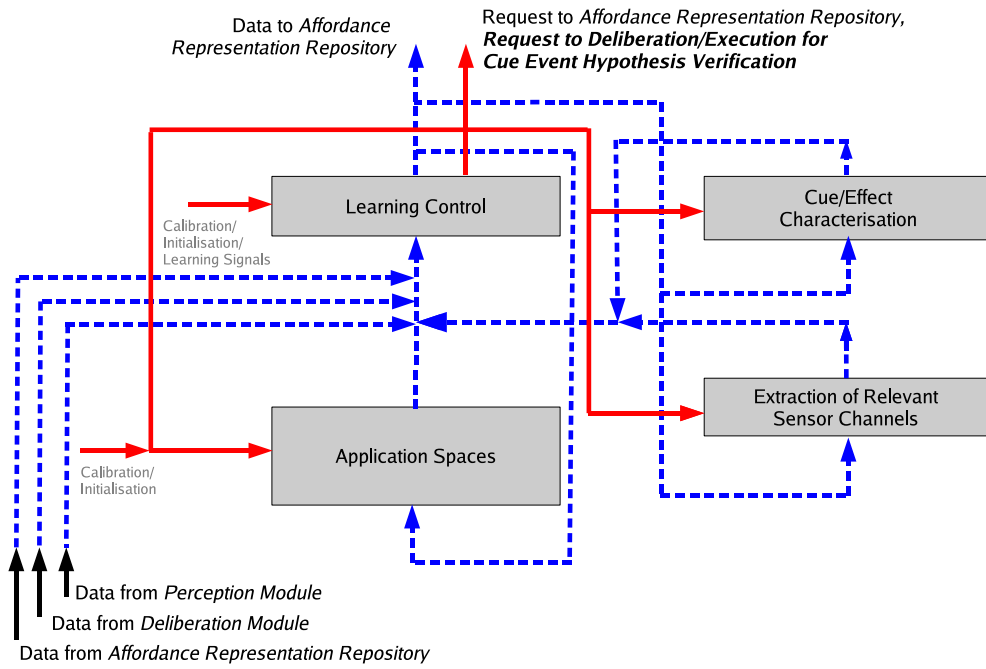 Data to Affordance
Representation Repository
Request to Affordance Representation Repository,
Request to Deliberation/Execution for
Cue Event Hypothesis Verification
Learning Control
Cue/Effect
Characterisation
Calibration/
Initialisation/
Learning Signals
Extraction of Relevant
Sensor Channels
Application Spaces
Calibration/
Initialisation
Data from Perception Module
Data from Deliberation Module
Data from Affordance Representation Repository